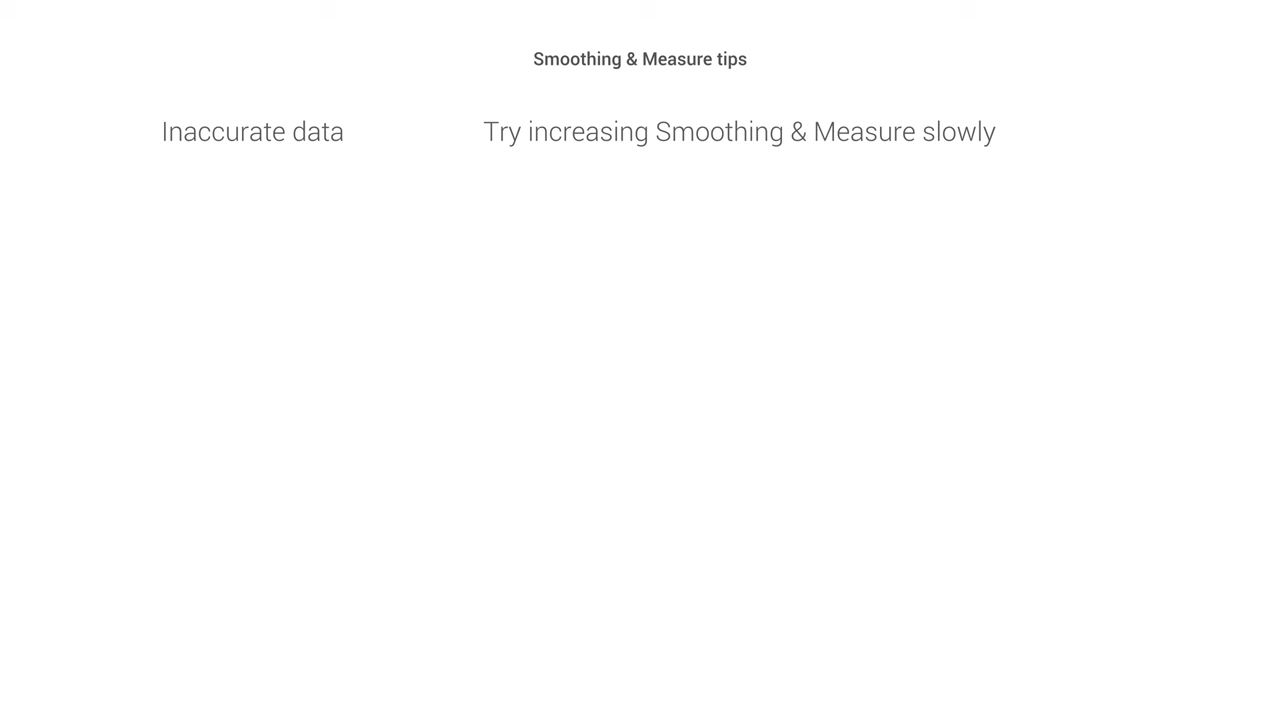 Smoothing & Measure tips
Inaccurate data Try increasing Smoothing & Measure slowly